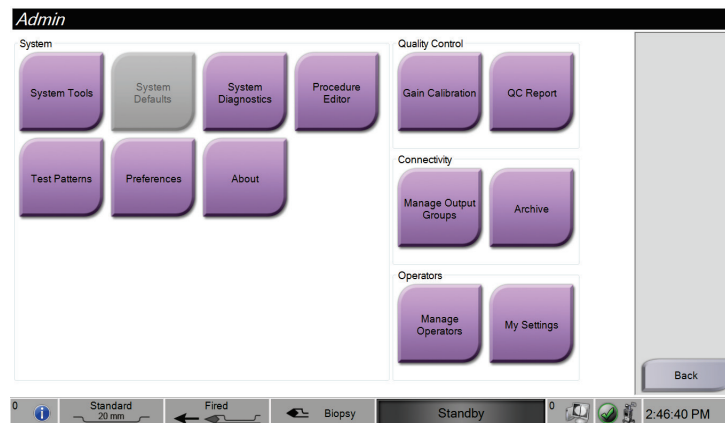 Admin
System
System Tools
System
Defaults
System
Diagnostics
Procedure
Editor
Test Patterns
Preferences
About
Quality Control
Gain Calibration
QC Report
Connectivity
Manage Output
Groups
Archive
Operators
Manage
Operators
My Settings
Back
0
i
Standard
20 mm
Fired
Biopsy
Standby
0
2:46:40 PM